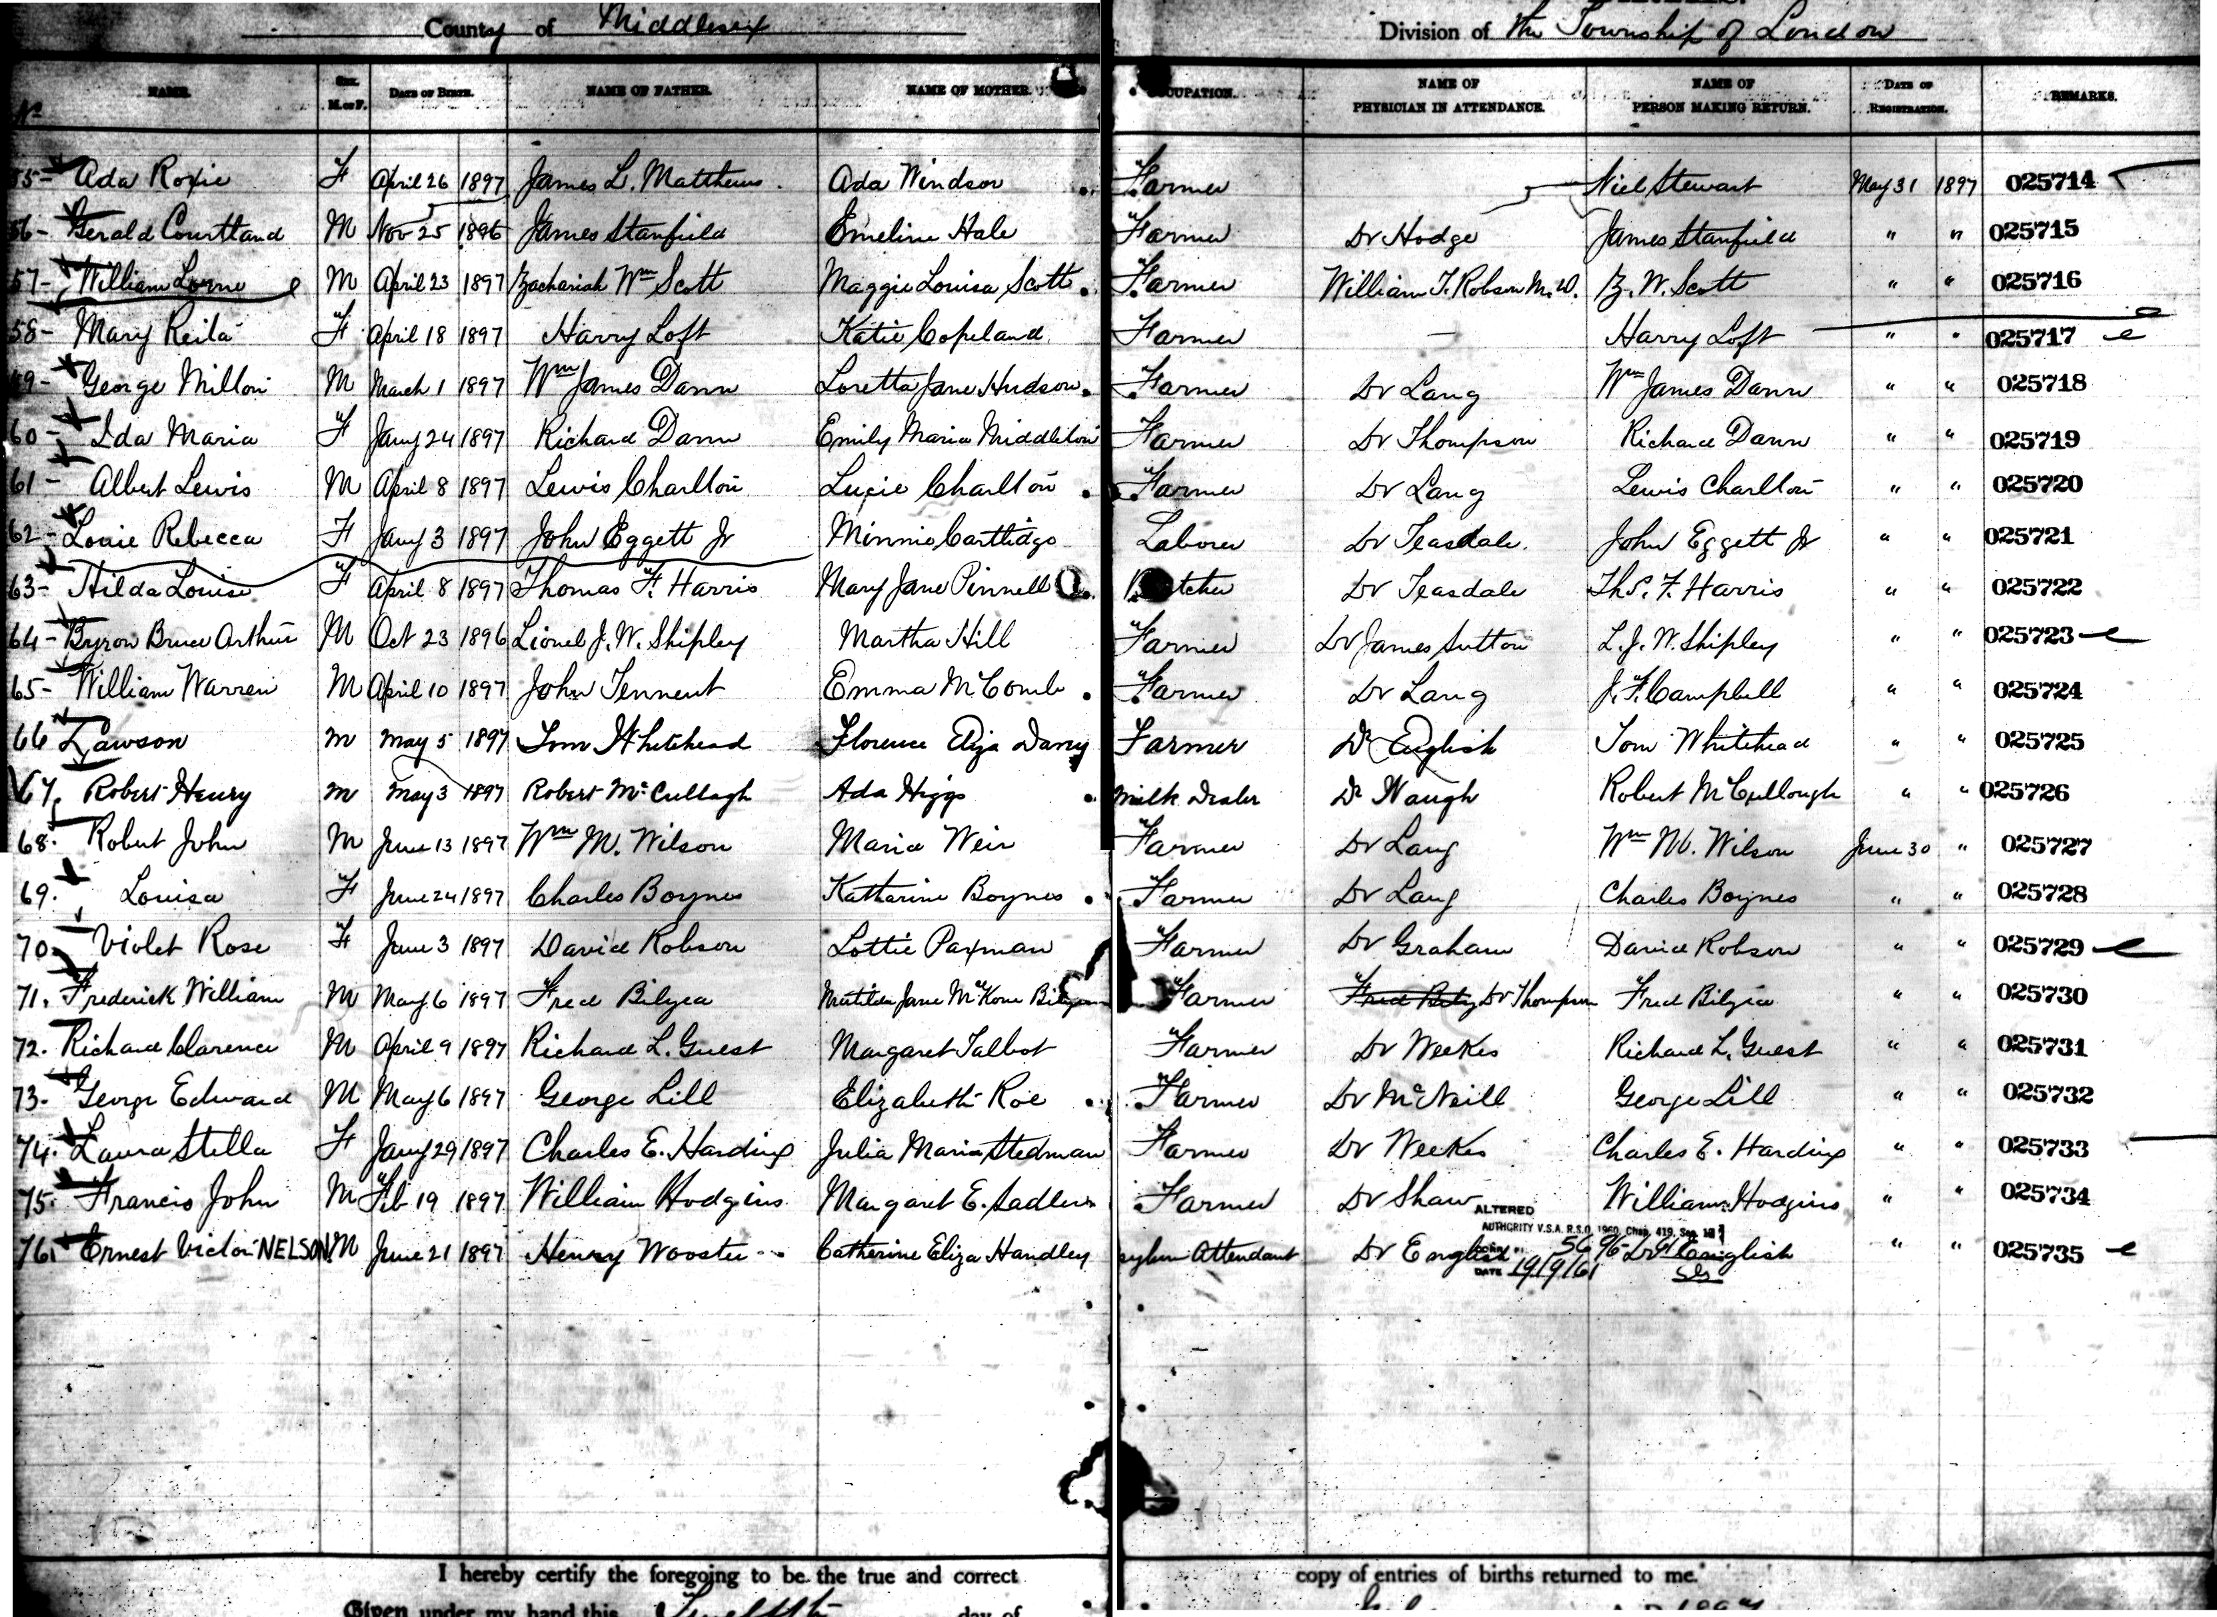 County of Middlesex Division of the Township of London
No NAME. SEX. M. or F. DATE OF BIRTH. NAME OF FATHER. NAME OF MOTHER. OCCUPATION. NAME OF PHYSICIAN IN ATTENDANCE. NAME OF PERSON MAKING RETURN. DATE OF REGISTRATION. REMARKS.
55- Ada Roxie F April 26 1897 James L. Matthews. Ada Windsor Farmer Niel Stewart May 31 1897 025714
56- Gerald Courtland M Nov 25 1896 James Stanfield Emeline Hale Farmer Dr Hodge James Stanfield " " 025715
57- William Lorne M April 23 1897 Zachariah Wm Scott Maggie Louisa Scott Farmer William T. Robson M.D. Z. W. Scott " " 025716
58- Mary Reila F April 18 1897 Harry Loft Katie Copeland Farmer — Harry Loft " " 025717
59- George Milton M March 1 1897 Wm James Dann Loretta Jane Hudson Farmer Dr Lang Wm James Dann " " 025718
60- Ida Maria F Jany 24 1897 Richard Dann Emily Maria Middleton Farmer Dr Thompson Richard Dann " " 025719
61- Albert Lewis M April 8 1897 Lewis Charlton Luxie Charlton Farmer Dr Lang Lewis Charlton " " 025720
62- Louie Rebecca F Jany 3 1897 John Eggett Jr Minnie Cartlidge Laborer Dr Teasdale. John Eggett Jr " " 025721
63- Hilda Louise F April 8 1897 Thomas F. Harris Mary Jane Pinnell Dr Teasdale Ths. F. Harris " " 025722
64- Byron Bruce Arthur M Oct 23 1896 Lionel J. W. Shipley Martha Hill Farmer Dr James Sutton L. J. W. Shipley " " 025723
65- William Warren M April 10 1897 John Tennent Emma McComb Farmer Dr Lang J. F. Campbell " " 025724
66 Lawson m May 5 1897 Tom Whitehead Florence Eliza Farmer Dr English Tom Whitehead " " 025725
67. Robert Henry m May 3 1897 Robert McCullagh Ada Higgs Milk Dealer Dr Waugh Robert McCullough " " 025726
68. Robert John M June 13 1897 Wm M. Wilson Maria Weir Farmer Dr Lang Wm M. Wilson June 30 " 025727
69. Louisa F June 24 1897 Charles Boynes Katharine Boynes Farmer Dr Lang Charles Boynes " " 025728
70. Violet Rose F June 3 1897 David Robson Lottie Paxman Farmer Dr Graham David Robson " " 025729
71. Frederick William M May 6 1897 Fred Bilyea Matilda Jane McKone Bilyea Farmer Dr Thompson Fred Bilyea " " 025730
72. Richard Clarence M April 9 1897 Richard L. Guest Margaret Talbot Farmer Dr Weekes Richard L. Guest " " 025731
73. George Edward M May 6 1897 George Lill Elizabeth Roe Farmer Dr McNeill George Lill " " 025732
74. Laura Stella F Jany 29 1897 Charles E. Harding Julia Maria Stedman Farmer Dr Weekes Charles E. Harding " " 025733
75. Francis John M Feb 19 1897 William Hodgins Margaret E. Sadler Farmer Dr Shaw William Hodgins " " 025734
ALTERED
AUTHORITY V.S.A. R.S.O. 1960, Chap. 419, Sec.
76. Ernest Victor NELSON M June 21 1897 Henry Wooster Catherine Eliza Handley Attendant Dr English Dr English " " 025735
DATE 19/9/61
I hereby certify the foregoing to be the true and correct copy of entries of births returned to me.
Given under my hand this Twelfth day of July A.D. 1897